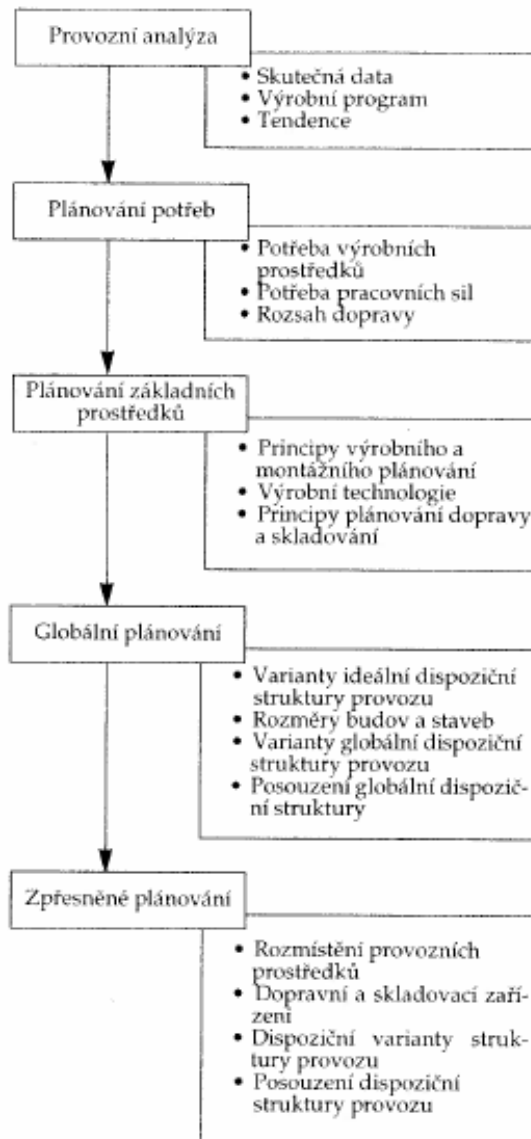 Provozní analýza
• Skutečná data
• Výrobní program
• Tendence
Plánování potřeb
• Potřeba výrobních
prostředků
• Potřeba pracovních sil
• Rozsah dopravy
Plánování základních
prostředků
• Principy výrobního a
montážního plánování
• Výrobní technologie
• Principy plánování dopravy
a skladování
Globální plánování
• Varianty ideální dispoziční
struktury provozu
• Rozměry budov a staveb
• Varianty globální dispoziční
struktury provozu
• Posouzení globální dispozič-
ní struktury
Zpřesněné plánování
• Rozmístění provozních
prostředků
• Dopravní a skladovací zaří-
zení
• Dispoziční varianty struk-
tury provozu
• Posouzení dispoziční
struktury provozu